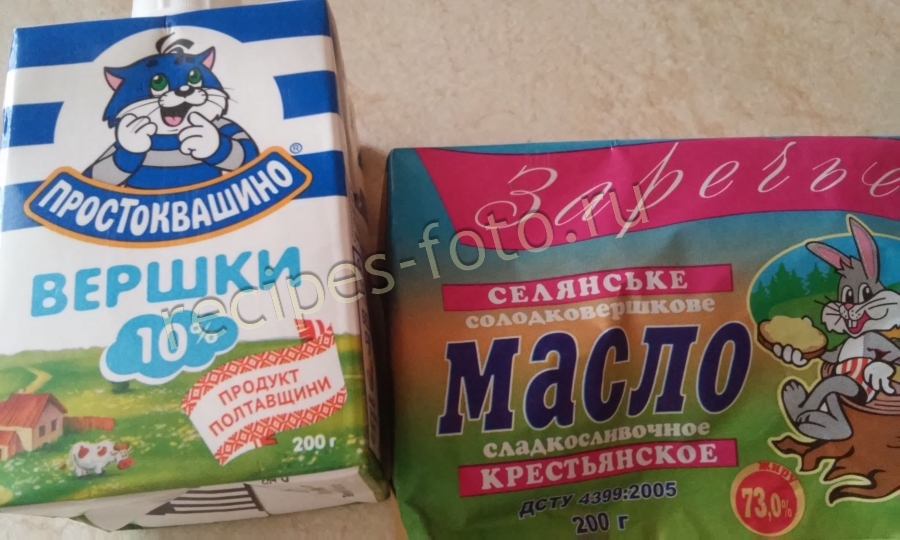 ПРОСТОКВАШИНО®
ВЕРШКИ
10%
ПРОДУКТ
ПОЛТАВЩИНИ
200 г
Заречье
СЕЛЯНСЬКЕ
солодковершкове
масло
сладкосливочное
КРЕСТЬЯНСКОЕ
ДСТУ 4399:2005
200 г
жиру
73,0%
recipes-foto.ru